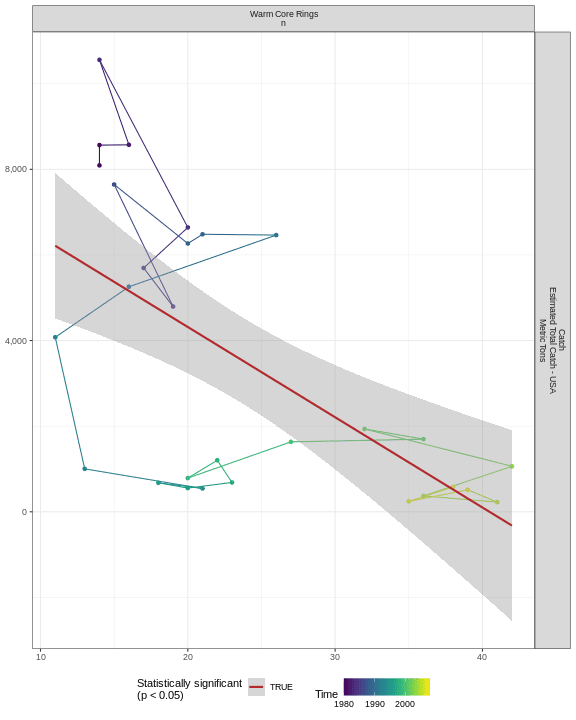 Warm Core Rings
n
8,000
4,000
0
10
20
30
40
Catch
Estimated Total Catch - USA
Metric Tons
Statistically significant
(p < 0.05)
TRUE
Time
1980
1990
2000